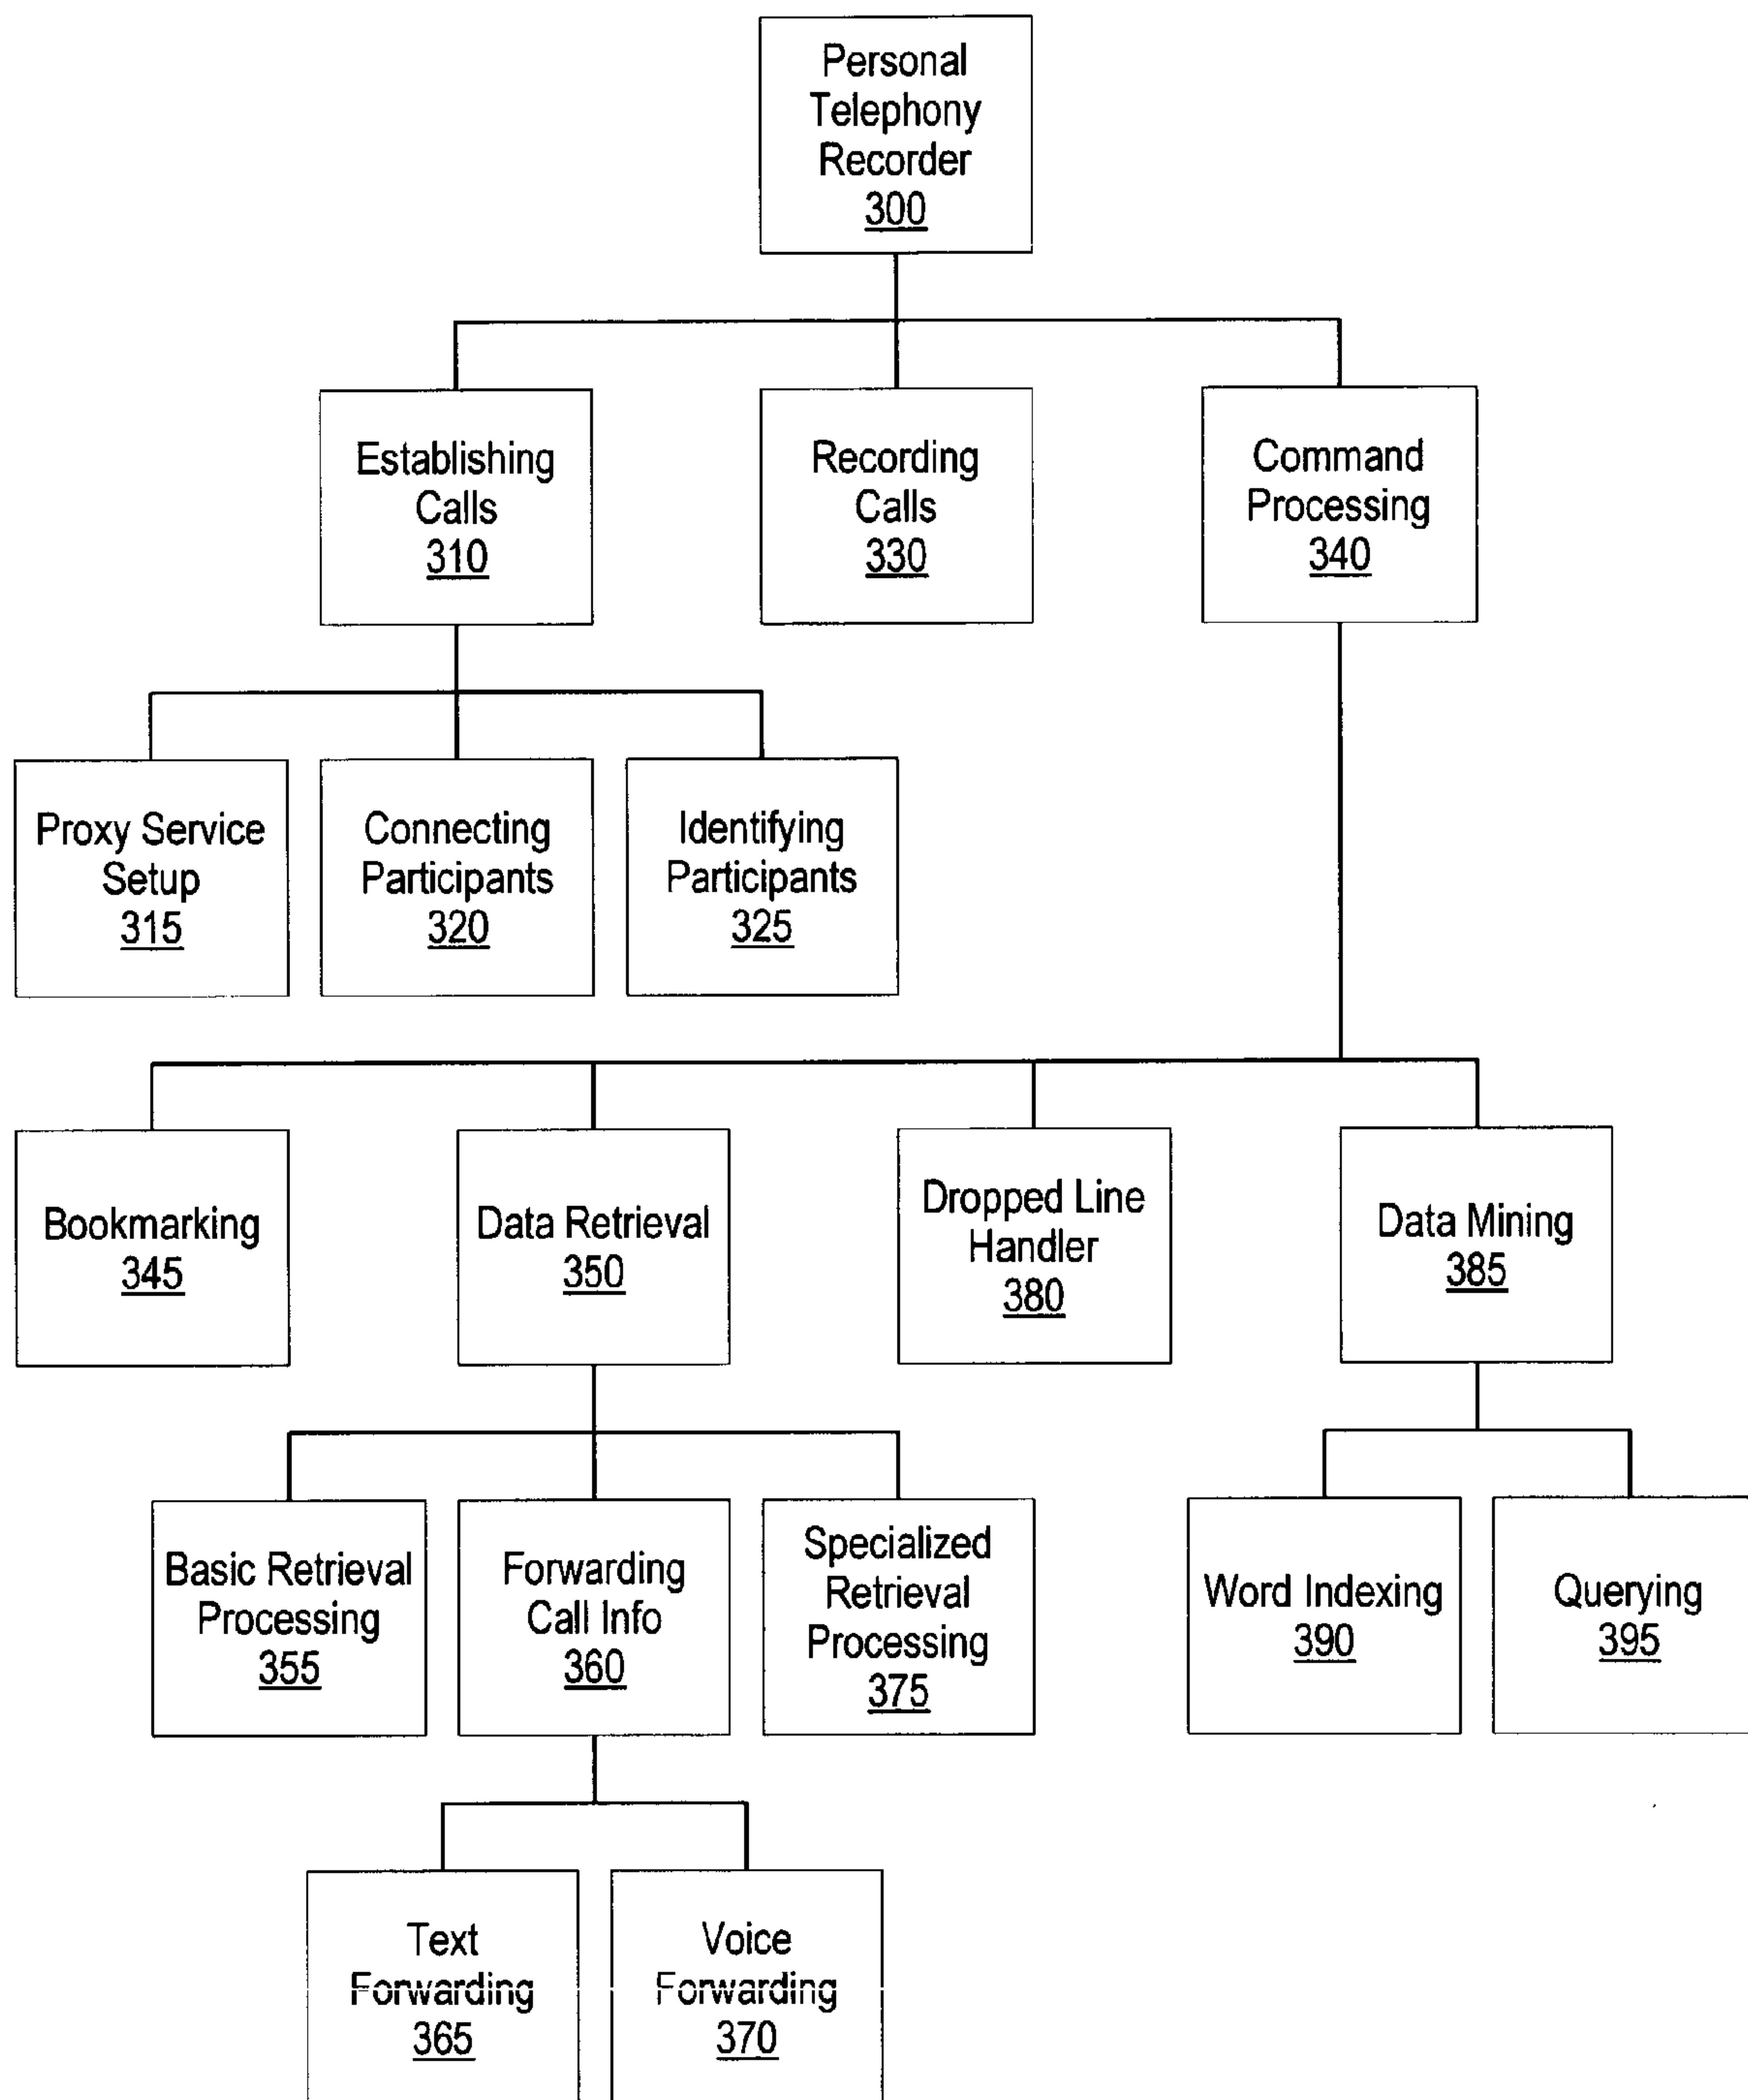 Personal
Telephony
Recorder
300
Establishing
Calls
310
Recording
Calls
330
Command
Processing
340
Proxy Service
Setup
315
Connecting
Participants
320
Identifying
Participants
325
Bookmarking
345
Data Retrieval
350
Dropped Line
Handler
380
Data Mining
385
Basic Retrieval
Processing
355
Forwarding
Call Info
360
Specialized
Retrieval
Processing
375
Word Indexing
390
Querying
395
Text
Forwarding
365
Voice
Forwarding
370